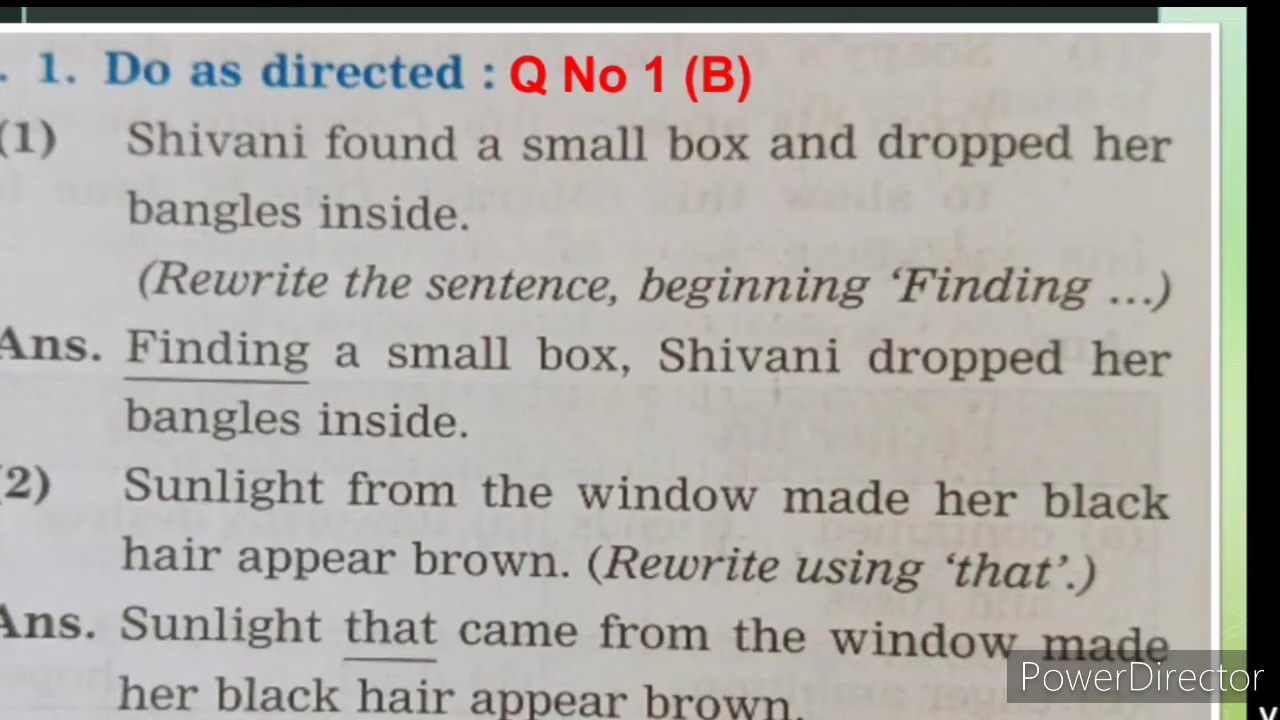 . 1. Do as directed : Q No 1 (B)
(1) Shivani found a small box and dropped her
bangles inside.
(Rewrite the sentence, beginning ‘Finding ...)
Ans. Finding a small box, Shivani dropped her
bangles inside.
(2) Sunlight from the window made her black
hair appear brown. (Rewrite using ‘that’.)
Ans. Sunlight that came from the window made
her black hair appear brown.
PowerDirector